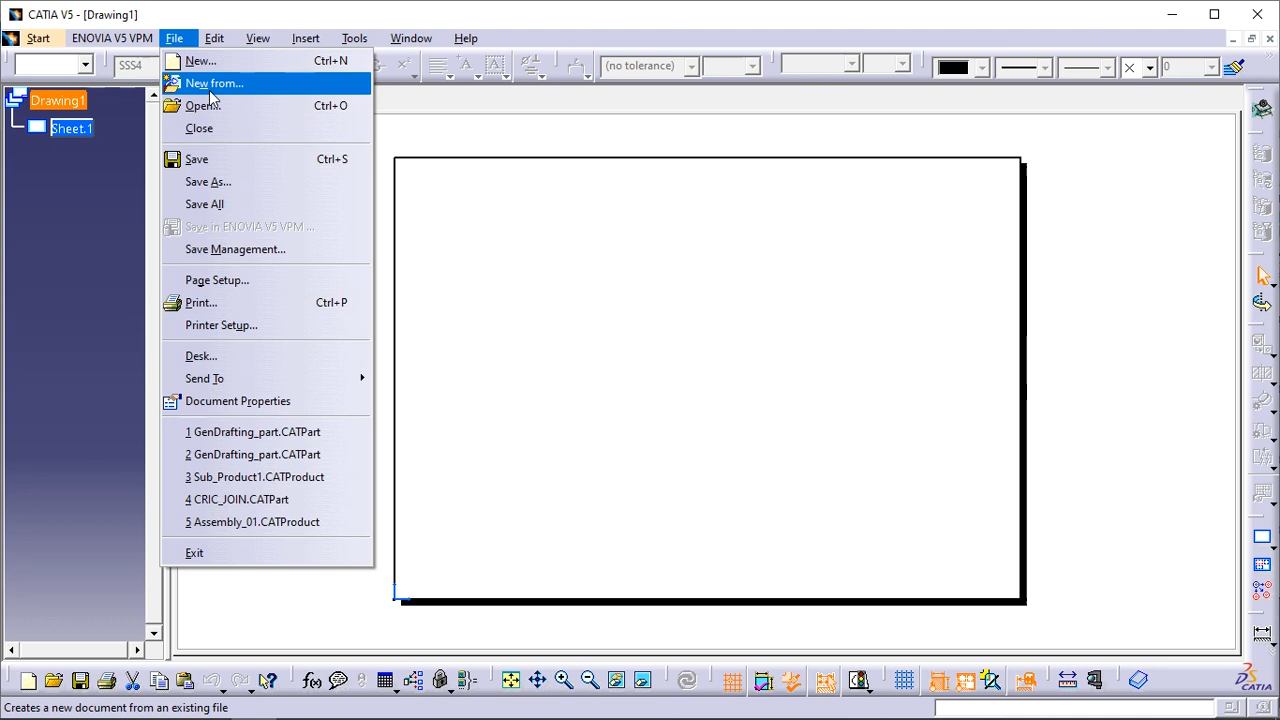 CATIA V5 - [Drawing1]
Start ENOVIA V5 VPM File Edit View Insert Tools Window Help
SSS4 (no tolerance) 0
New... Ctrl+N
New from...
Open... Ctrl+O
Close
Save Ctrl+S
Save As...
Save All
Save in ENOVIA V5 VPM ...
Save Management...
Page Setup...
Print... Ctrl+P
Printer Setup...
Desk...
Send To
Document Properties
1 GenDrafting_part.CATPart
2 GenDrafting_part.CATPart
3 Sub_Product1.CATProduct
4 CRIC_JOIN.CATPart
5 Assembly_01.CATProduct
Exit
Drawing1
Sheet.1
CATIA
Creates a new document from an existing file